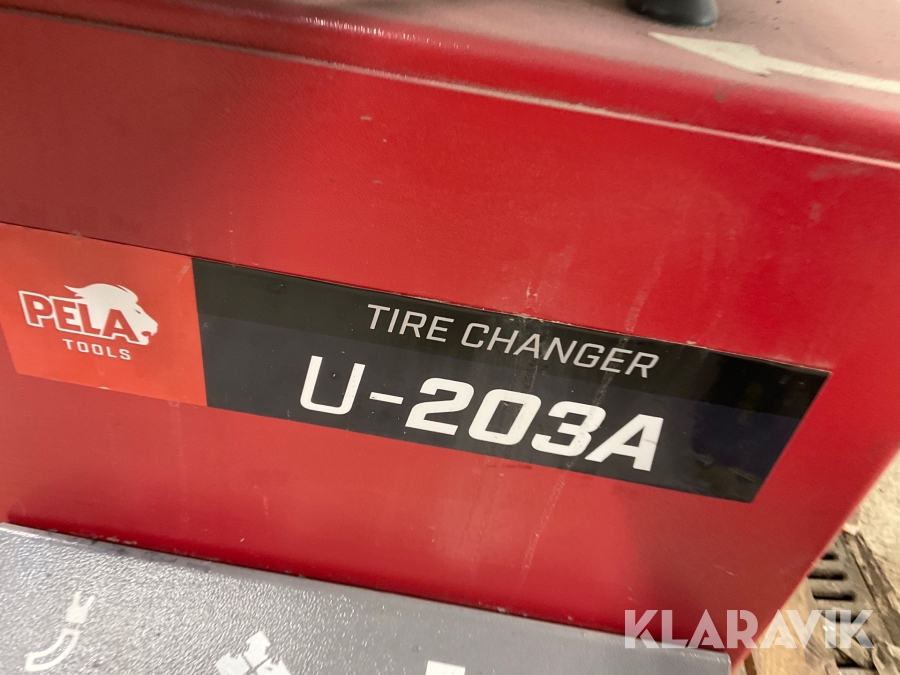 PELA
TOOLS
TIRE CHANGER
U-203A
KLARAVIK